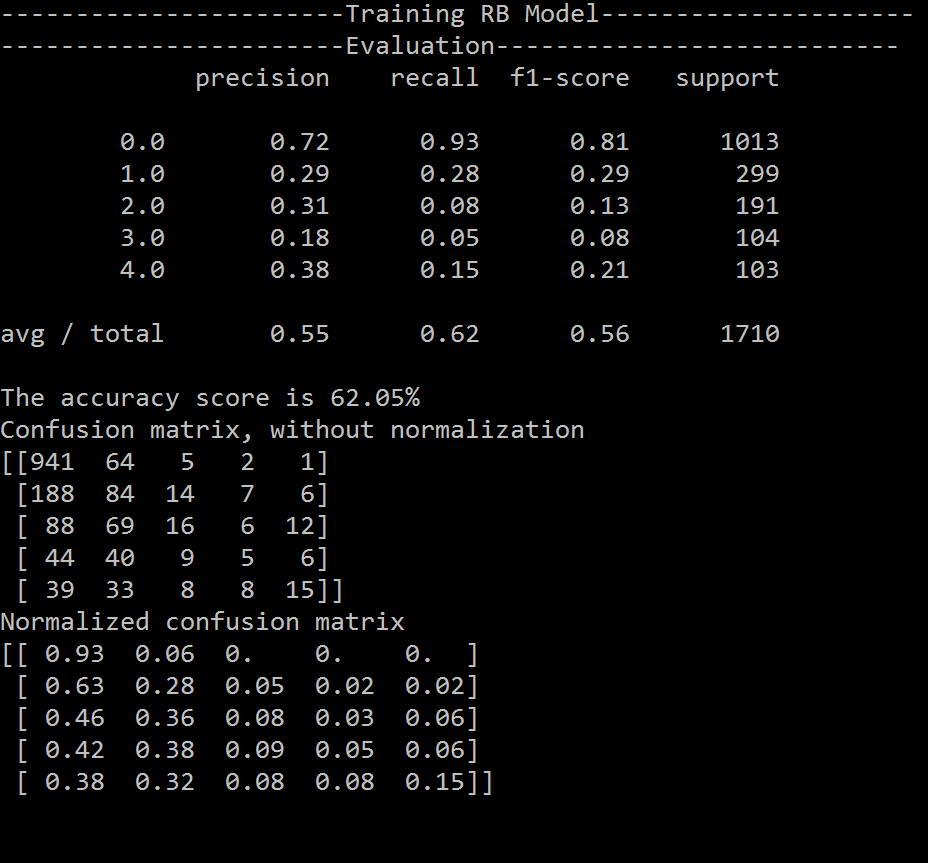 -----------------------Training RB Model---------------------
-----------------------Evaluation---------------------------
             precision    recall  f1-score   support

        0.0       0.72      0.93      0.81      1013
        1.0       0.29      0.28      0.29       299
        2.0       0.31      0.08      0.13       191
        3.0       0.18      0.05      0.08       104
        4.0       0.38      0.15      0.21       103

avg / total       0.55      0.62      0.56      1710

The accuracy score is 62.05%
Confusion matrix, without normalization
[[941  64   5   2   1]
 [188  84  14   7   6]
 [ 88  69  16   6  12]
 [ 44  40   9   5   6]
 [ 39  33   8   8  15]]
Normalized confusion matrix
[[ 0.93  0.06  0.    0.    0.  ]
 [ 0.63  0.28  0.05  0.02  0.02]
 [ 0.46  0.36  0.08  0.03  0.06]
 [ 0.42  0.38  0.09  0.05  0.06]
 [ 0.38  0.32  0.08  0.08  0.15]]